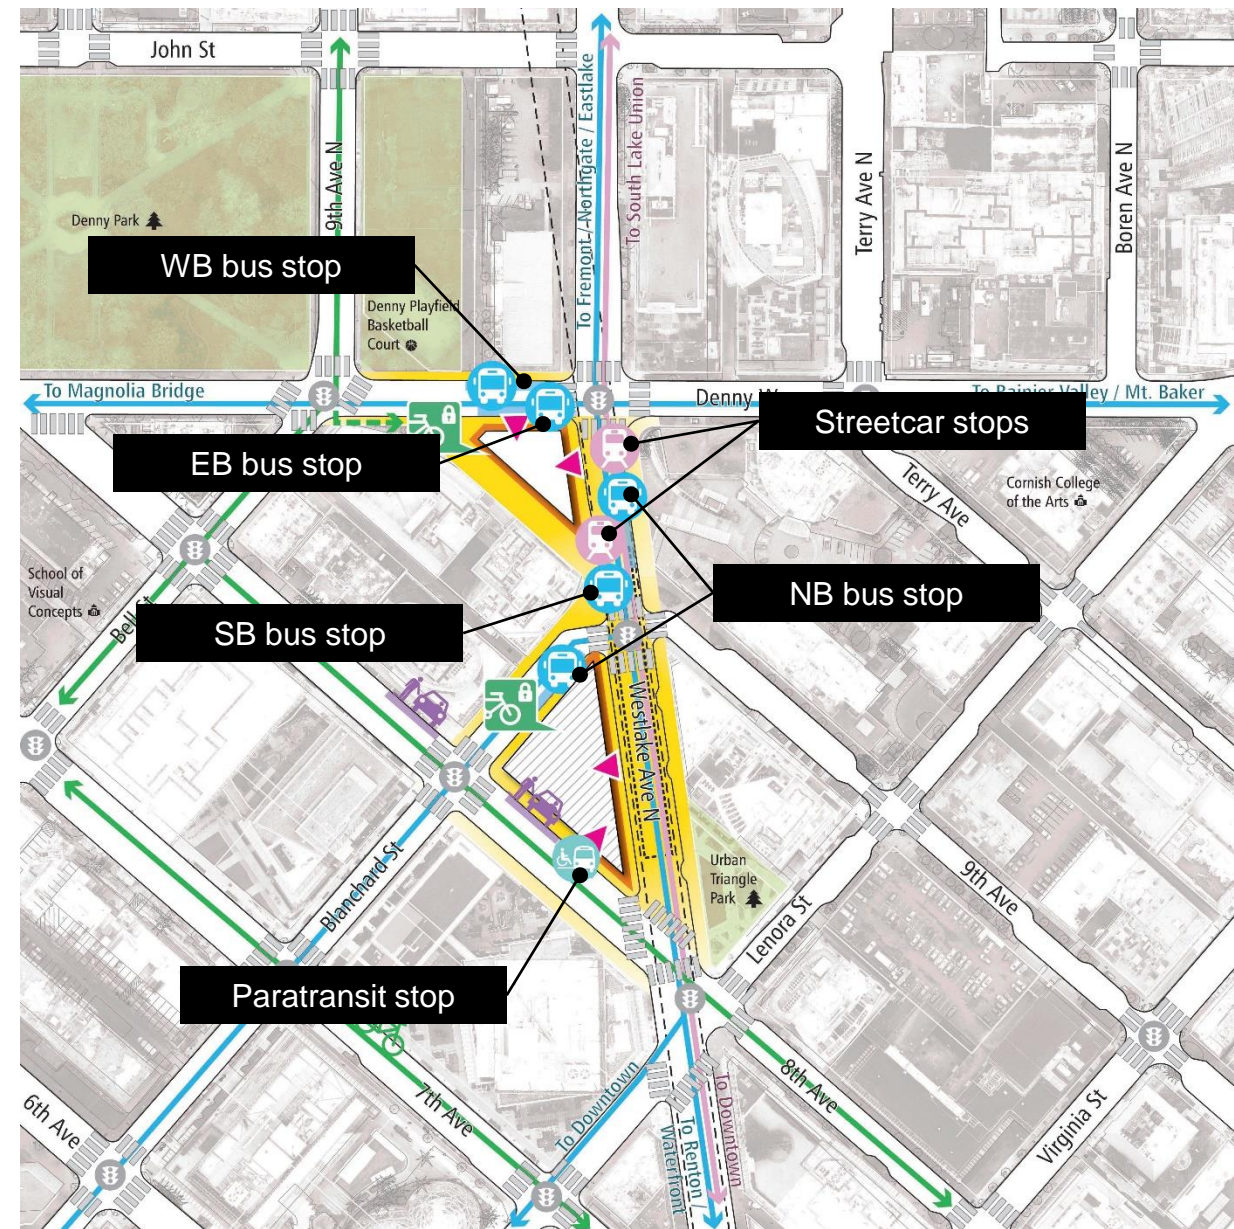 John St
9th Ave N
To Fremont / Northgate / Eastlake
To South Lake Union
Terry Ave N
Boren Ave N
Denny Park
WB bus stop
Denny Playfield
Basketball
Court
To Magnolia Bridge
Denny
To Rainier Valley / Mt. Baker
Streetcar stops
EB bus stop
Terry Ave
Cornish College
of the Arts
School of
Visual
Concepts
NB bus stop
SB bus stop
Westlake Ave N
Urban
Triangle
Park
9th Ave
Blanchard St
Lenora St
Paratransit stop
6th Ave
7th Ave
To Downtown
To Renton /
Waterfront
To Downtown
8th Ave
Virginia St